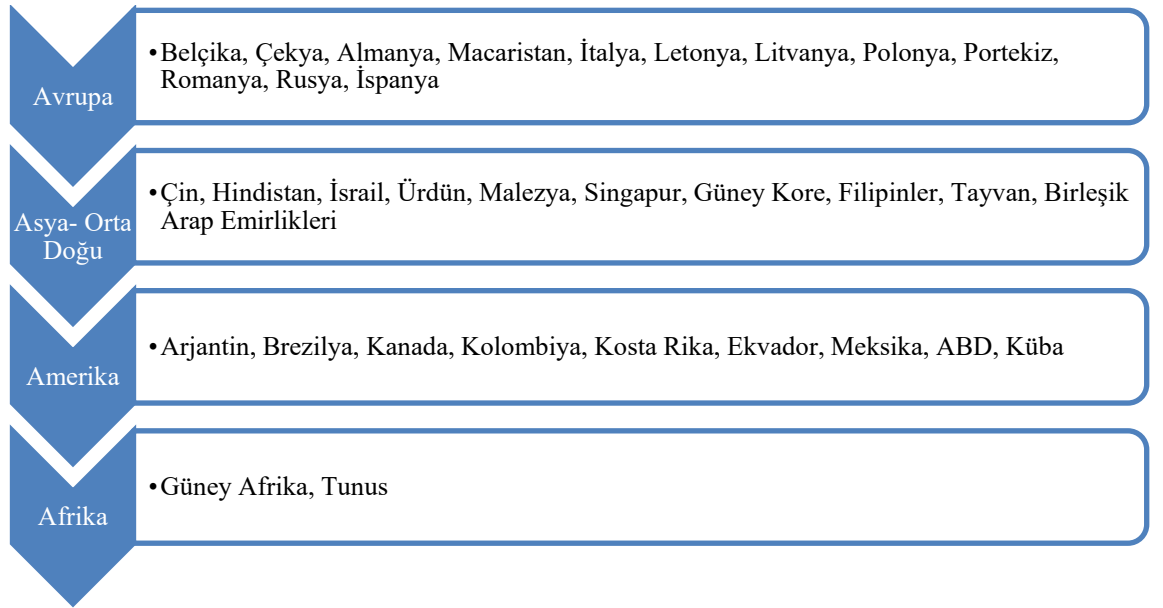 Avrupa
•Belçika, Çekya, Almanya, Macaristan, İtalya, Letonya, Litvanya, Polonya, Portekiz,
Romanya, Rusya, İspanya
Asya- Orta
Doğu
•Çin, Hindistan, İsrail, Ürdün, Malezya, Singapur, Güney Kore, Filipinler, Tayvan, Birleşik
Arap Emirlikleri
Amerika
•Arjantin, Brezilya, Kanada, Kolombiya, Kosta Rika, Ekvador, Meksika, ABD, Küba
Afrika
•Güney Afrika, Tunus